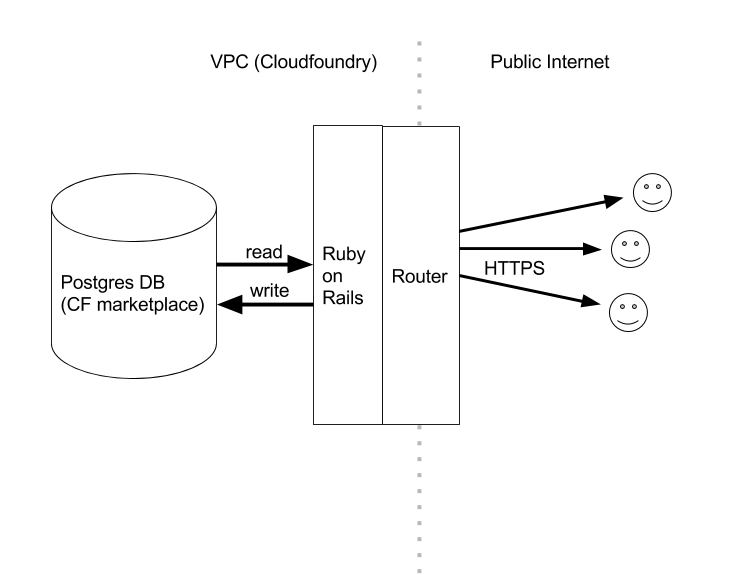 VPC (Cloudfoundry)
Public Internet
read
write
Postgres DB
(CF marketplace)
Ruby
on
Rails
Router
HTTPS